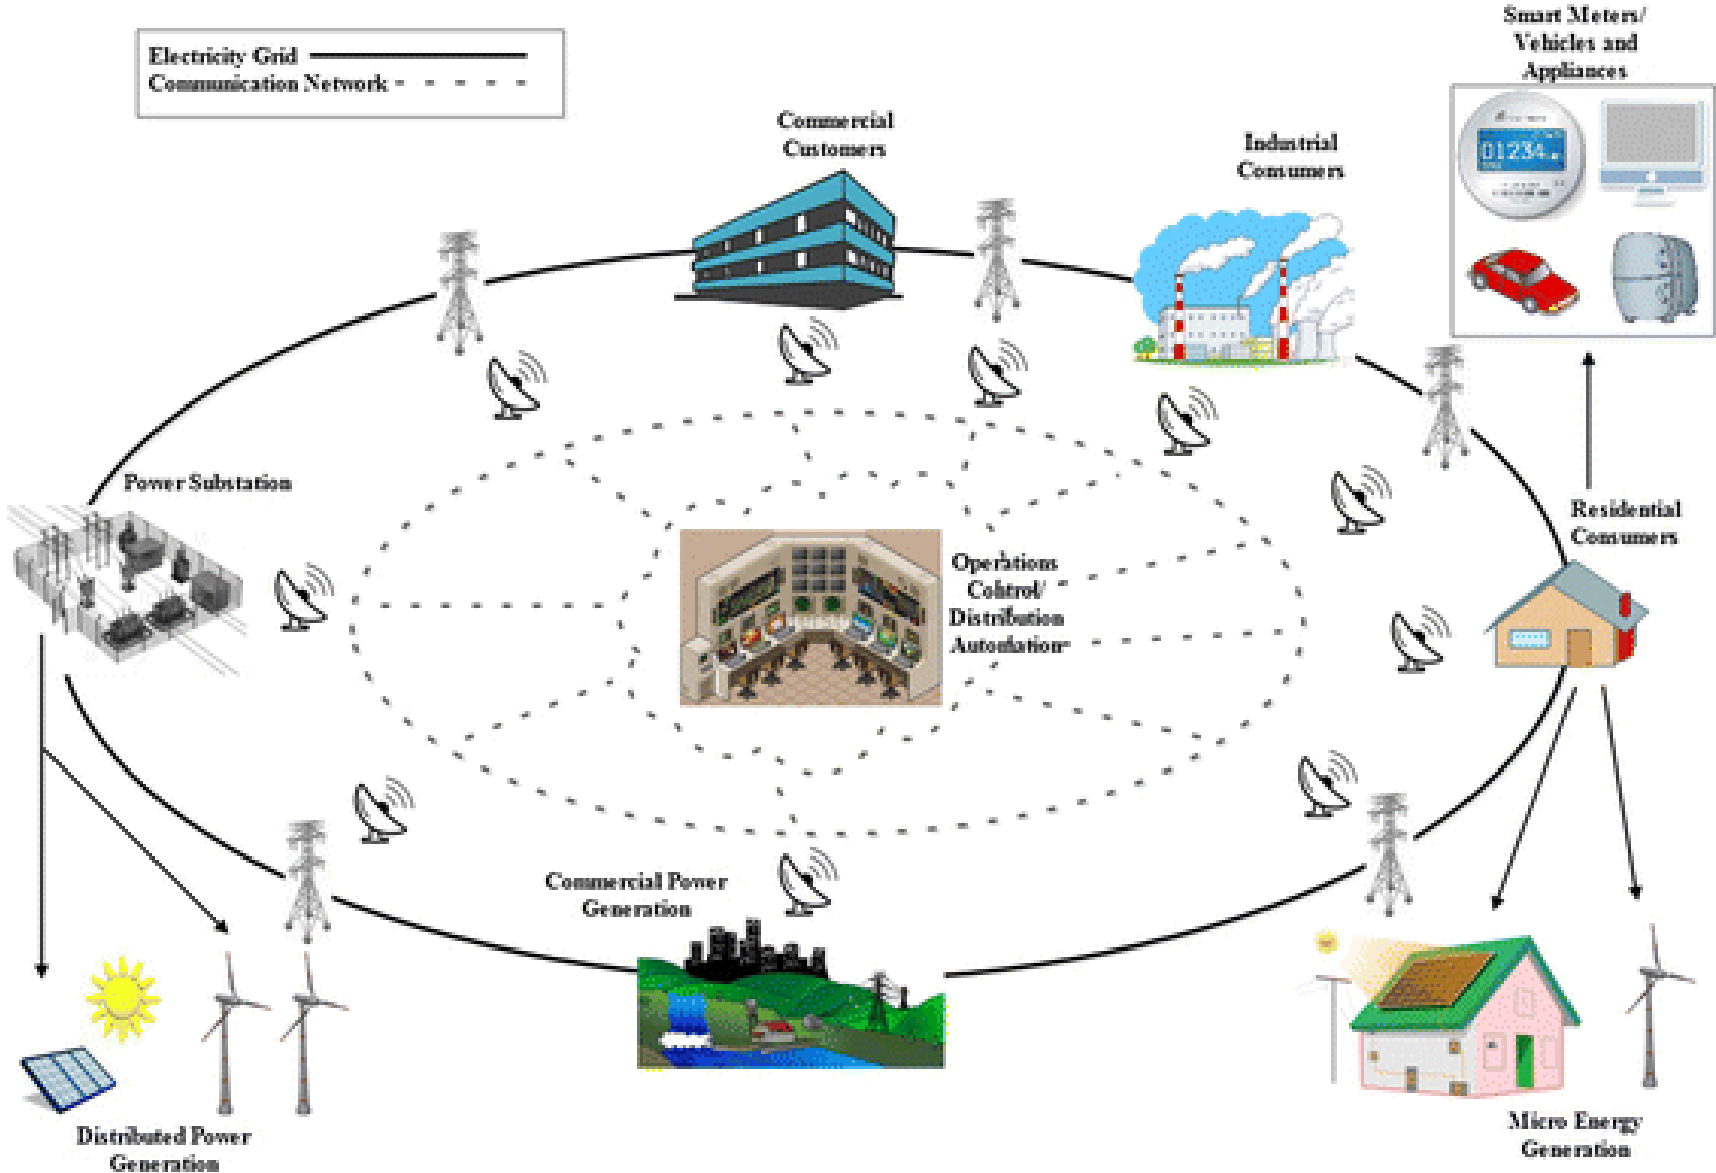 Smart Meters/
Vehicles and
Appliances
Electricity Grid
Communication Network
Commercial
Customers
Industrial
Consumers
01234
Power Substation
Residential
Consumers
Operations
Control/
Distribution
Automation
Commercial Power
Generation
Distributed Power
Generation
Micro Energy
Generation